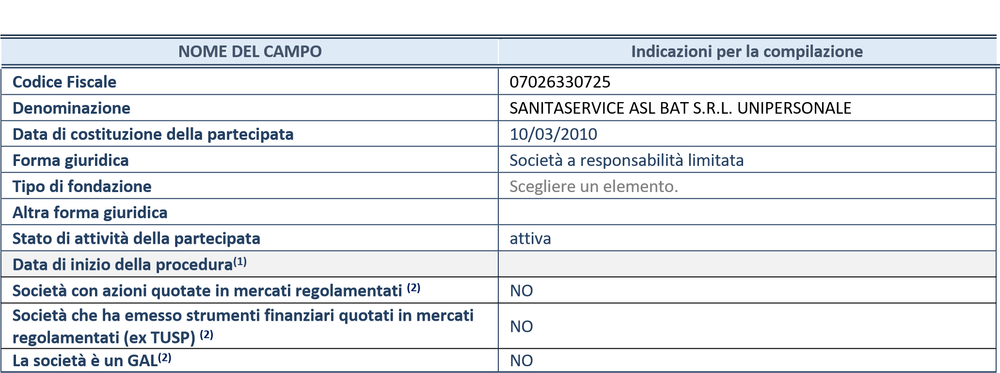 NOME DEL CAMPO Indicazioni per la compilazione
Codice Fiscale 07026330725
Denominazione SANITASERVICE ASL BAT S.R.L. UNIPERSONALE
Data di costituzione della partecipata 10/03/2010
Forma giuridica Società a responsabilità limitata
Tipo di fondazione Scegliere un elemento.
Altra forma giuridica
Stato di attività della partecipata attiva
Data di inizio della procedura(1)
Società con azioni quotate in mercati regolamentati (2) NO
Società che ha emesso strumenti finanziari quotati in mercati
regolamentati (ex TUSP) (2) NO
La società è un GAL(2) NO